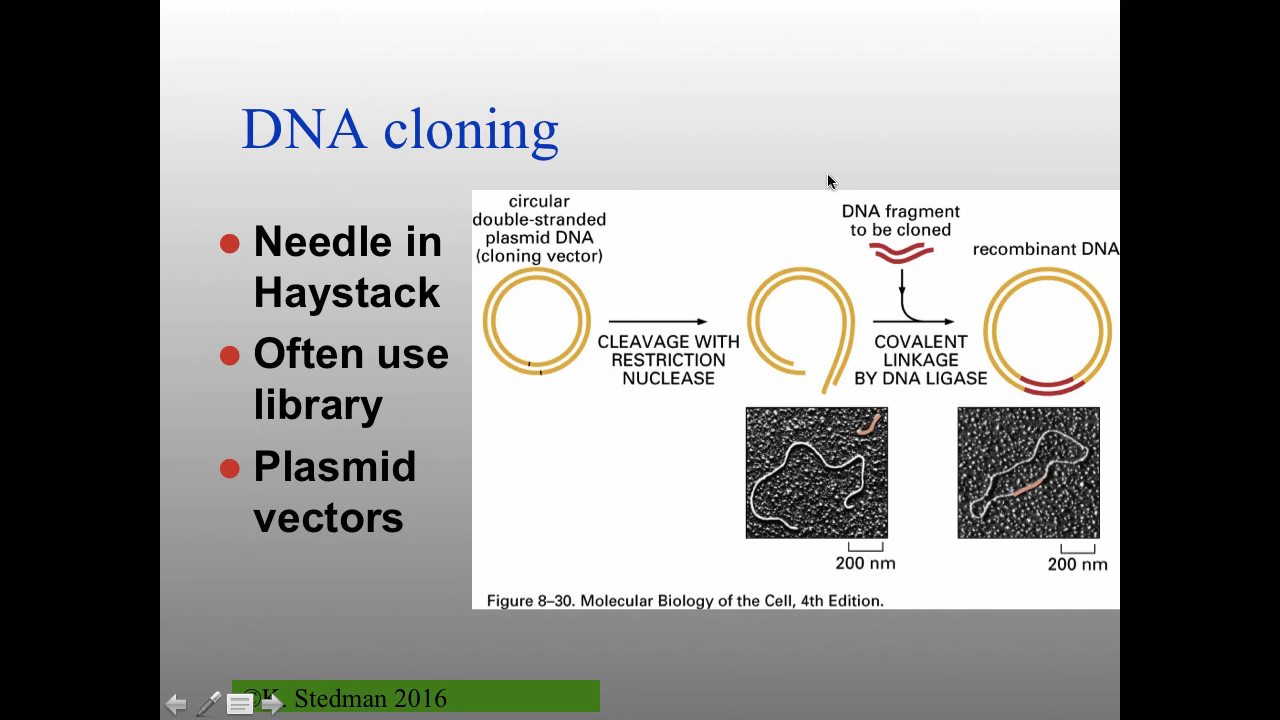 DNA cloning
Needle in
Haystack
Often use
library
Plasmid
vectors
circular
double-stranded
plasmid DNA
(cloning vector)
CLEAVAGE WITH
RESTRICTION
NUCLEASE
DNA fragment
to be cloned
COVALENT
LINKAGE
BY DNA LIGASE
recombinant DNA
200 nm
200 nm
Figure 8–30. Molecular Biology of the Cell, 4th Edition.
©K. Stedman 2016